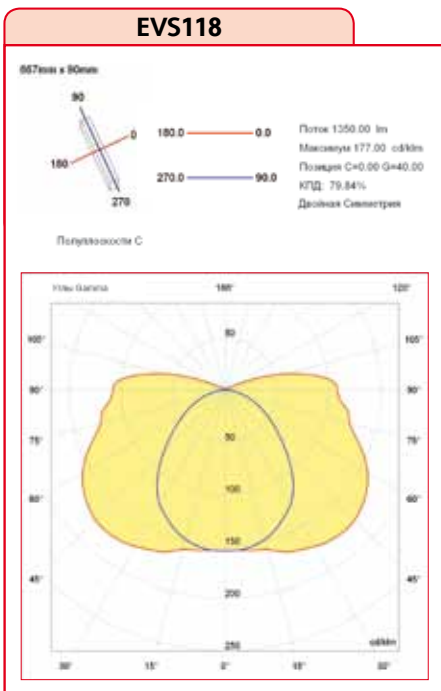 EVS118
667mm x 80mm
90
0
180
270
180.0 0.0
270.0 90.0
Поток 1350.00 lm
Максимум 177.00 cd/klm
Позиция C=0.00 G=40.00
КПД: 79.84%
Двойная Симметрия
Полуплоскости C
Углы Gamma 180° 120°
105° 50 105°
90° 90°
75° 50 75°
60° 100 60°
150
45° 200 45°
250 cd/klm
30° 15° 0° 15° 30°